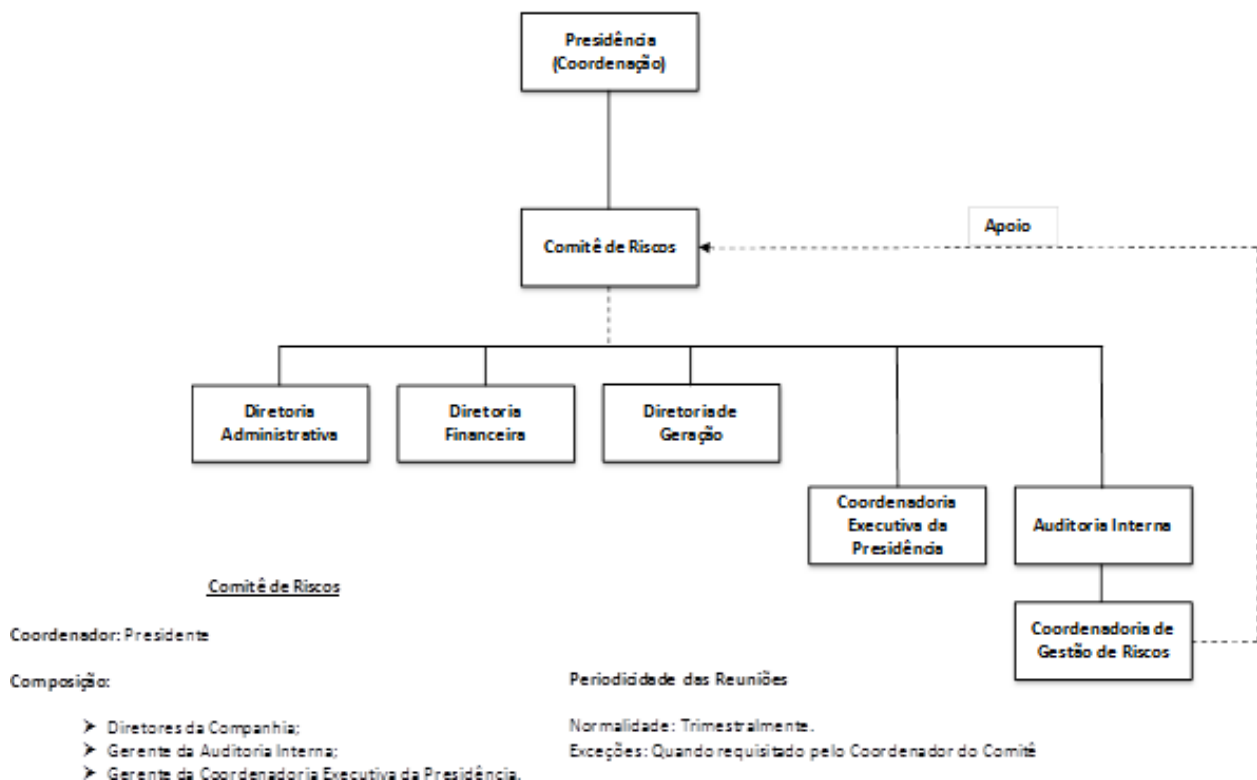 Presidência
(Coordenação)
Comitê de Riscos
Apoio
Diretoria
Administrativa
Diretoria
Financeira
Diretoria de
Geração
Coordenadoria
Executiva da
Presidência
Auditoria Interna
Coordenadoria de
Gestão de Riscos
Comitê de Riscos
Coordenador: Presidente
Composição:
➤ Diretores da Companhia;
➤ Gerente da Auditoria Interna;
➤ Gerente da Coordenadoria Executiva da Presidência.
Periodicidade das Reuniões
Normalidade: Trimestralmente.
Exceções: Quando requisitado pelo Coordenador do Comitê